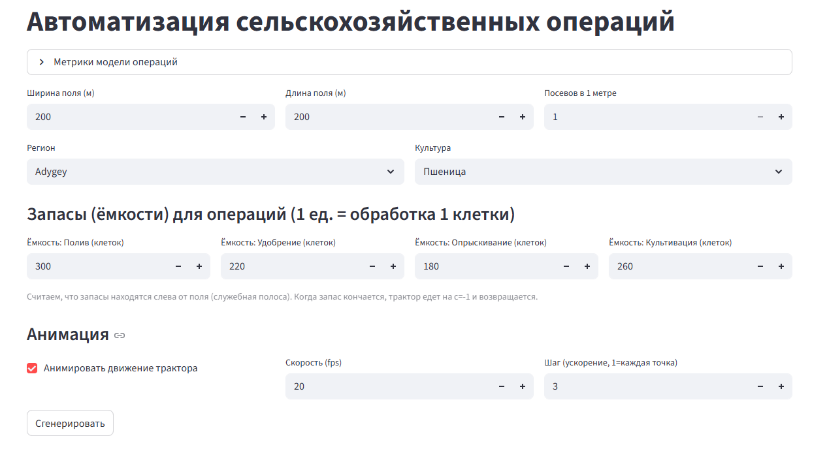 Автоматизация сельскохозяйственных операций
Метрики модели операций
Ширина поля (м) Длина поля (м) Посевов в 1 метре
200 − + 200 − + 1 − +
Регион Культура
Adygey Пшеница
Запасы (ёмкости) для операций (1 ед. = обработка 1 клетки)
Ёмкость: Полив (клеток) Ёмкость: Удобрение (клеток) Ёмкость: Опрыскивание (клеток) Ёмкость: Культивация (клеток)
300 − + 220 − + 180 − + 260 − +
Считаем, что запасы находятся слева от поля (служебная полоса). Когда запас кончается, трактор едет на c=-1 и возвращается.
Анимация
Анимировать движение трактора Скорость (fps) Шаг (ускорение, 1=каждая точка)
20 − + 3 − +
Сгенерировать